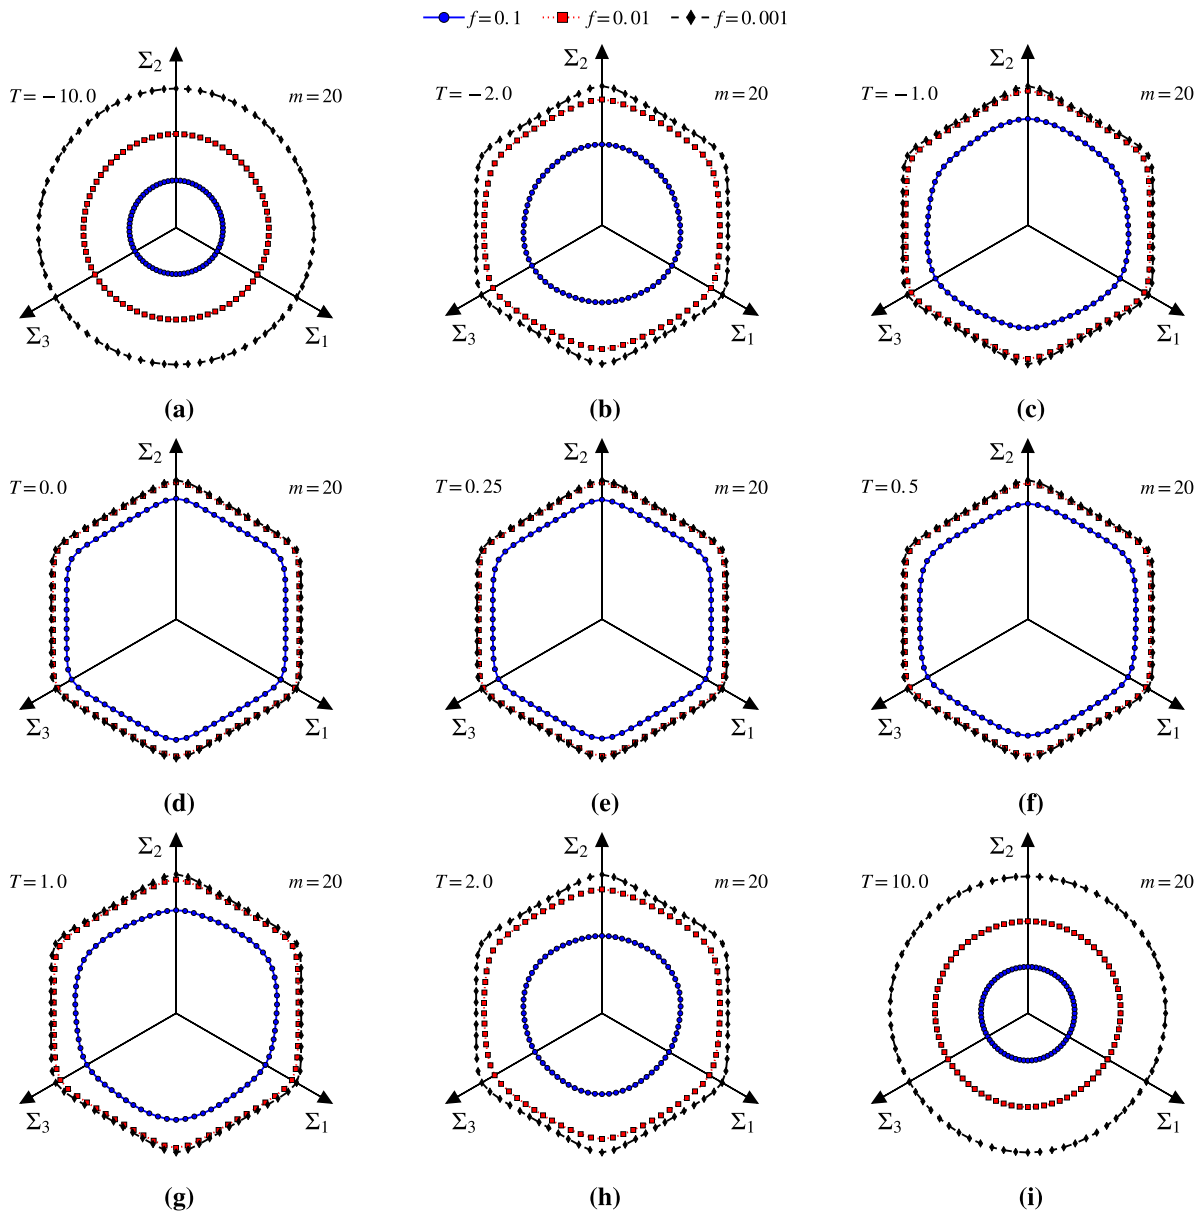 f=0.1 f=0.01 f=0.001
Σ2 Σ2 Σ2
T=−10.0 m=20 T=−2.0 m=20 T=−1.0 m=20
Σ3 Σ1 Σ3 Σ1 Σ3 Σ1
(a) (b) (c)
Σ2 Σ2 Σ2
T=0.0 m=20 T=0.25 m=20 T=0.5 m=20
Σ3 Σ1 Σ3 Σ1 Σ3 Σ1
(d) (e) (f)
Σ2 Σ2 Σ2
T=1.0 m=20 T=2.0 m=20 T=10.0 m=20
Σ3 Σ1 Σ3 Σ1 Σ3 Σ1
(g) (h) (i)